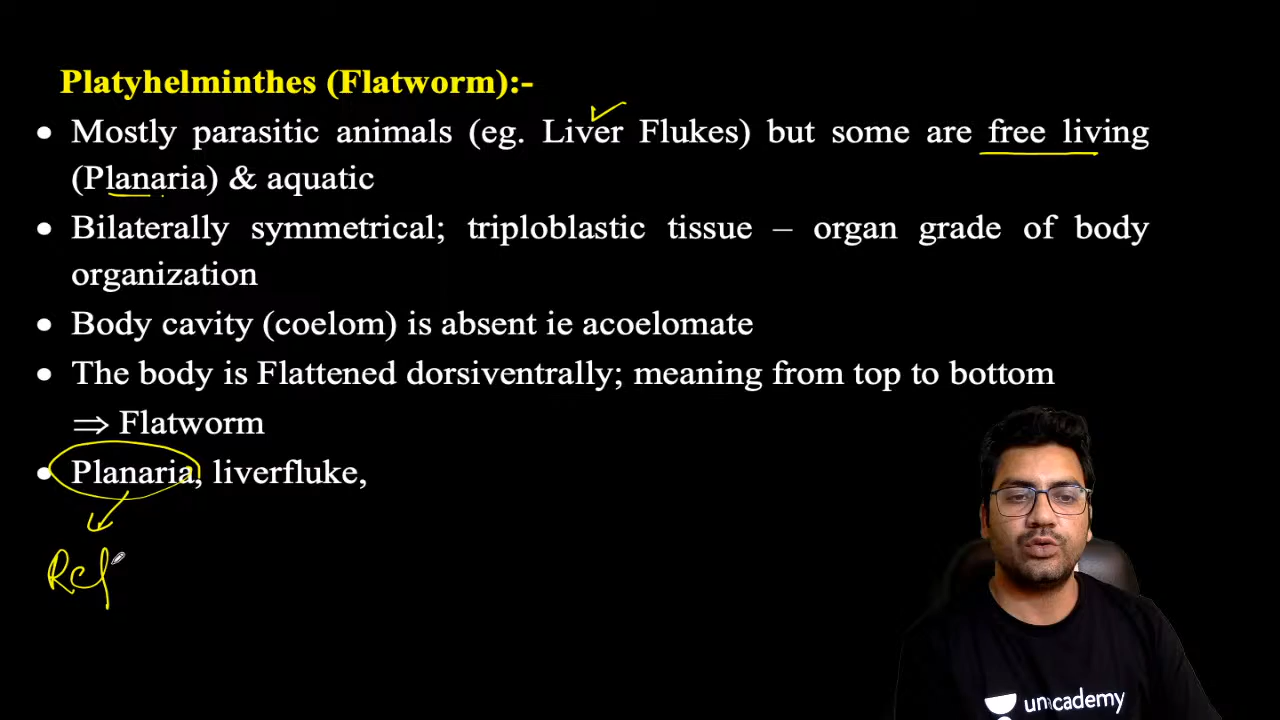 Platyhelminthes (Flatworm):-
• Mostly parasitic animals (eg. Liver Flukes) but some are free living
(Planaria) & aquatic
• Bilaterally symmetrical; triploblastic tissue – organ grade of body
organization
• Body cavity (coelom) is absent ie acoelomate
• The body is Flattened dorsiventrally; meaning from top to bottom
⇒ Flatworm
• Planaria, liverfluke,
unacademy